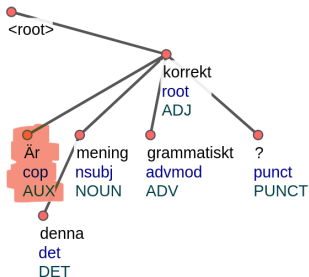 <root>
korrekt
root
ADJ
Är
cop
AUX
mening
nsubj
NOUN
grammatiskt
advmod
ADV
?
punct
PUNCT
denna
det
DET